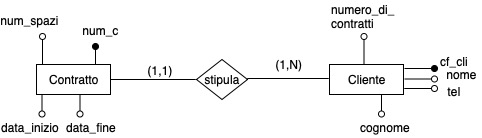 numero_di_
contratti
num_spazi
num_c
cf_cli
nome
tel
(1,1)
(1,N)
Contratto
stipula
Cliente
data_inizio
data_fine
cognome